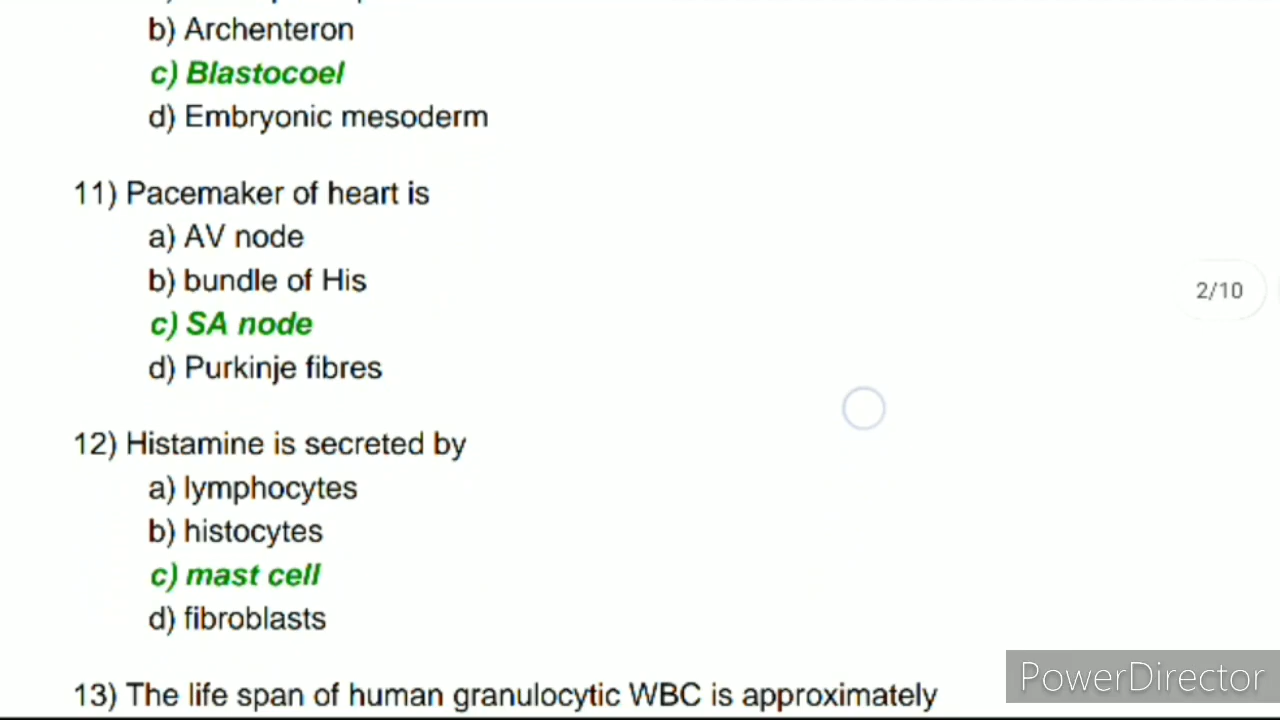 b) Archenteron
c) Blastocoel
d) Embryonic mesoderm
11) Pacemaker of heart is
a) AV node
b) bundle of His
c) SA node
d) Purkinje fibres
2/10
12) Histamine is secreted by
a) lymphocytes
b) histocytes
c) mast cell
d) fibroblasts
13) The life span of human granulocytic WBC is approximately
PowerDirector